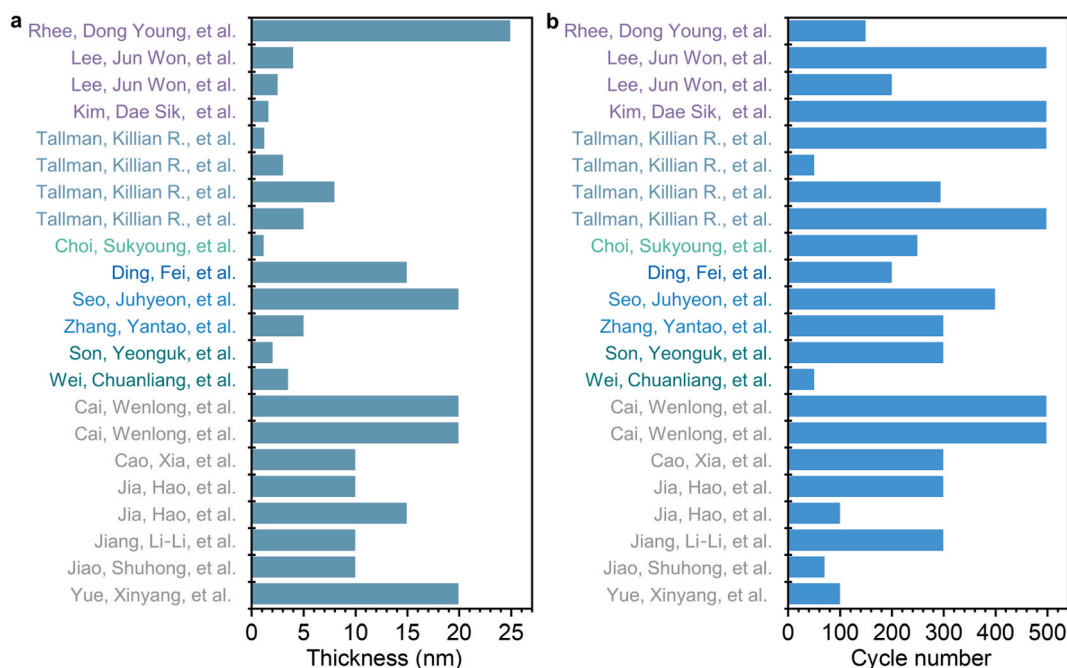 a
Rhee, Dong Young, et al.
Lee, Jun Won, et al.
Lee, Jun Won, et al.
Kim, Dae Sik, et al.
Tallman, Killian R., et al.
Tallman, Killian R., et al.
Tallman, Killian R., et al.
Tallman, Killian R., et al.
Choi, Sukyoung, et al.
Ding, Fei, et al.
Seo, Juhyeon, et al.
Zhang, Yantao, et al.
Son, Yeonguk, et al.
Wei, Chuanliang, et al.
Cai, Wenlong, et al.
Cai, Wenlong, et al.
Cao, Xia, et al.
Jia, Hao, et al.
Jia, Hao, et al.
Jiang, Li-Li, et al.
Jiao, Shuhong, et al.
Yue, Xinyang, et al.
0 5 10 15 20 25
Thickness (nm)
b
Rhee, Dong Young, et al.
Lee, Jun Won, et al.
Lee, Jun Won, et al.
Kim, Dae Sik, et al.
Tallman, Killian R., et al.
Tallman, Killian R., et al.
Tallman, Killian R., et al.
Tallman, Killian R., et al.
Choi, Sukyoung, et al.
Ding, Fei, et al.
Seo, Juhyeon, et al.
Zhang, Yantao, et al.
Son, Yeonguk, et al.
Wei, Chuanliang, et al.
Cai, Wenlong, et al.
Cai, Wenlong, et al.
Cao, Xia, et al.
Jia, Hao, et al.
Jia, Hao, et al.
Jiang, Li-Li, et al.
Jiao, Shuhong, et al.
Yue, Xinyang, et al.
0 100 200 300 400 500
Cycle number